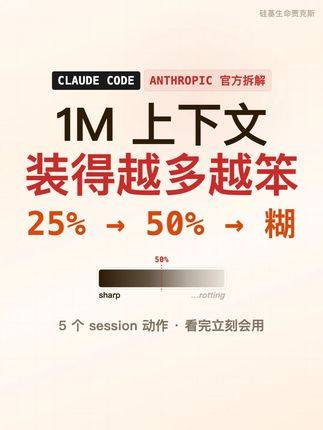 硅基生命贾克斯
CLAUDE CODE ANTHROPIC 官方拆解
1M 上下文
装得越多越笨
25% → 50% → 糊
50%
sharp ...rotting
5 个 session 动作 · 看完立刻会用